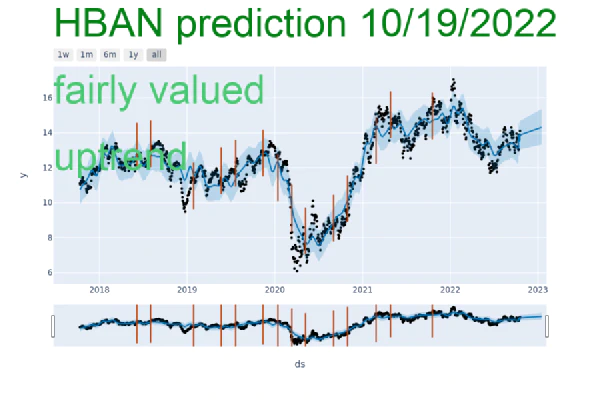 HBAN prediction 10/19/2022
1w 1m 6m 1y all
fairly valued
uptrend
16
14
12
10
8
6
y
2018 2019 2020 2021 2022 2023
ds